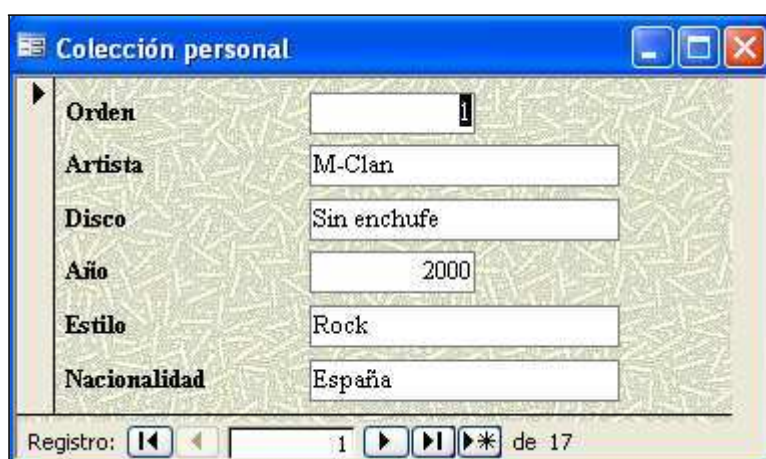 Colección personal
Orden 1
Artista M-Clan
Disco Sin enchufe
Año 2000
Estilo Rock
Nacionalidad España
Registro: 1 de 17